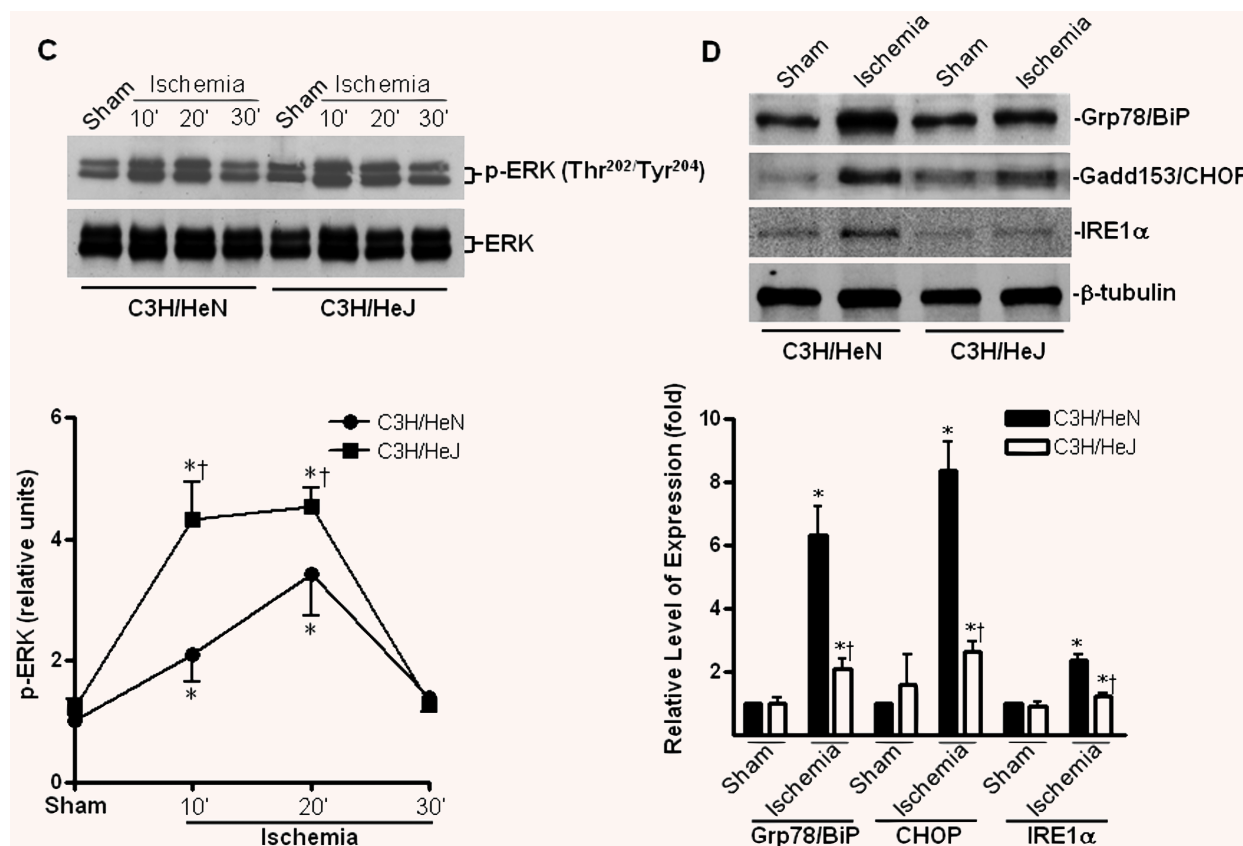 C
Ischemia
Ischemia
Sham
10'
20'
30'
Sham
10'
20'
30'
-p-ERK (Thr202/Tyr204)
-ERK
C3H/HeN
C3H/HeJ
6
4
2
0
p-ERK (relative units)
C3H/HeN
C3H/HeJ
*†
*†
*
*
Sham
10'
20'
30'
Ischemia
D
Sham
Ischemia
Sham
Ischemia
-Grp78/BiP
-Gadd153/CHOP
-IRE1α
-β-tubulin
C3H/HeN
C3H/HeJ
10
8
6
4
2
Relative Level of Expression (fold)
C3H/HeN
C3H/HeJ
*
*†
*
*†
*
*†
Sham
Ischemia
Sham
Ischemia
Sham
Ischemia
Grp78/BiP
CHOP
IRE1α